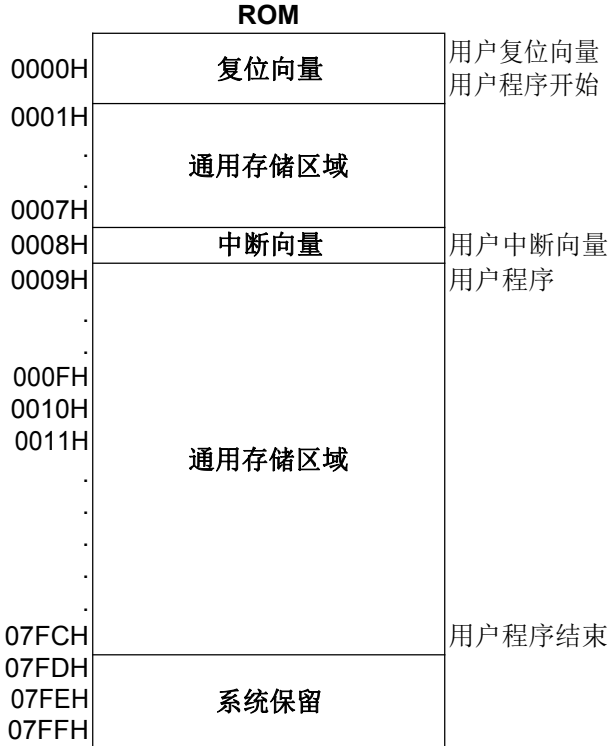 ROM
用户复位向量
0000H 复位向量
用户程序开始
0001H
.
通用存储区域
.
0007H
0008H 中断向量 用户中断向量
0009H 用户程序
.
.
000FH
0010H
0011H
通用存储区域
.
.
.
.
.
07FCH 用户程序结束
07FDH
07FEH 系统保留
07FFH